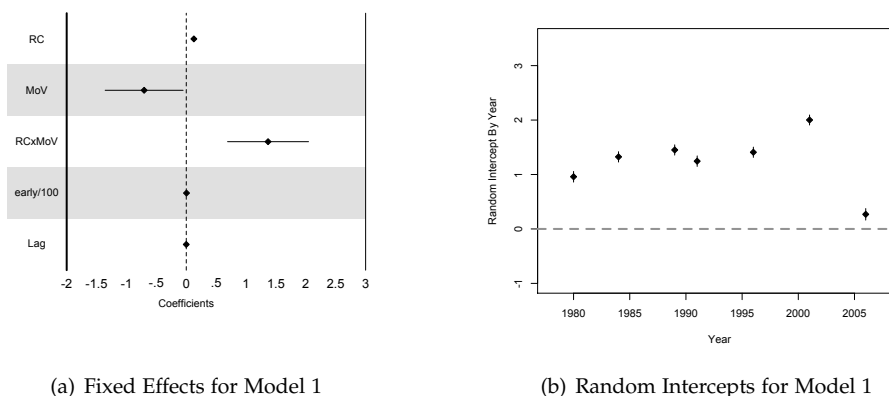 RC
MoV
RCxMoV
early/100
Lag
-2 -1.5 -1 -.5 0 .5 1 1.5 2 2.5 3
Coefficients
Random Intercept By Year
3
2
1
0
-1
1980 1985 1990 1995 2000 2005
Year
(a) Fixed Effects for Model 1
(b) Random Intercepts for Model 1